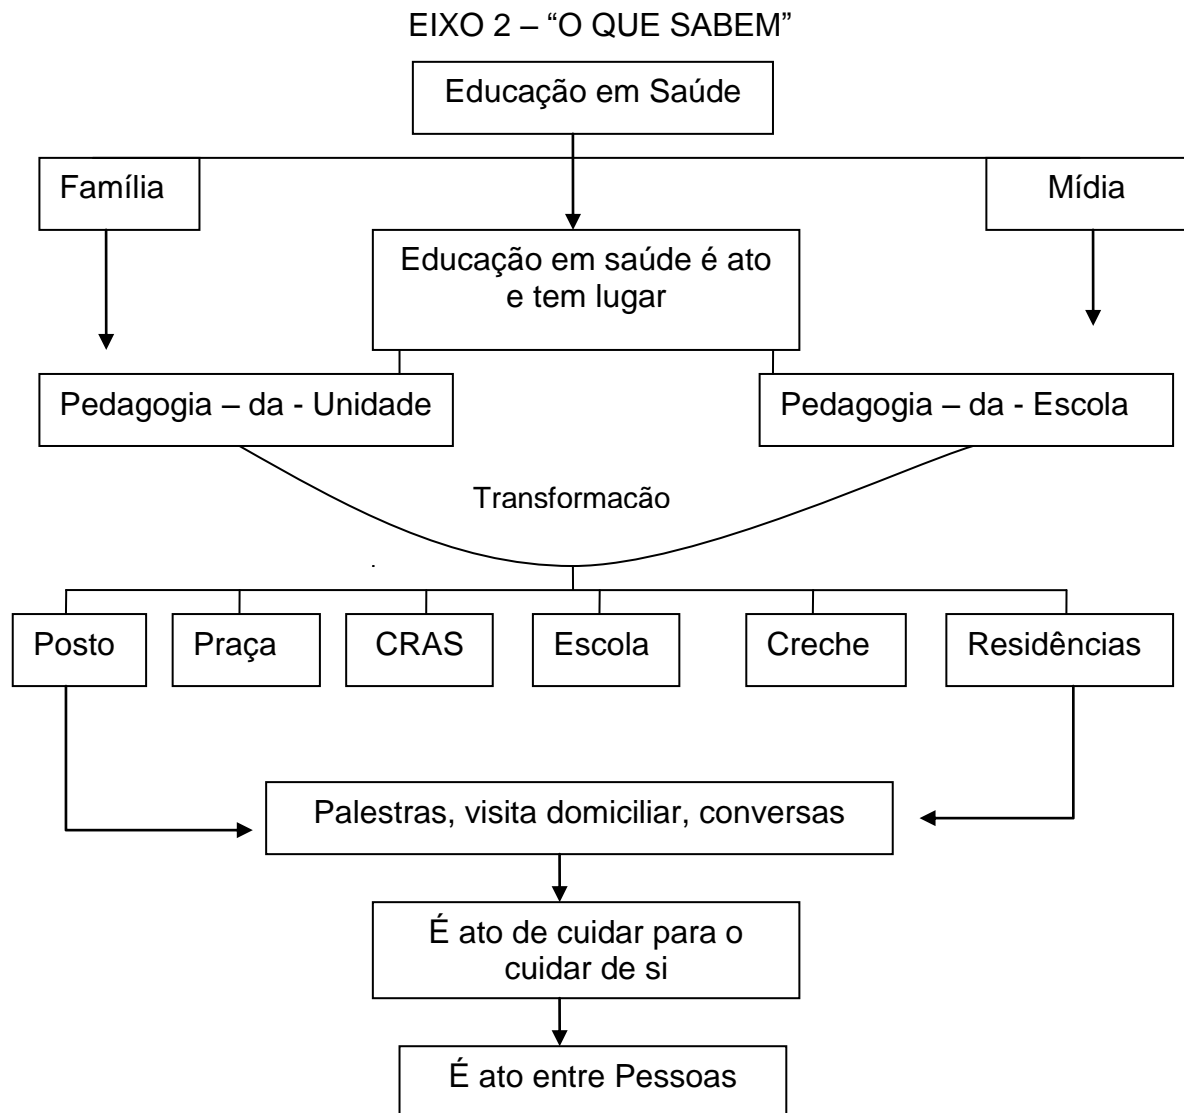 EIXO 2 – “O QUE SABEM”
Educação em Saúde
Família
Mídia
Educação em saúde é ato
e tem lugar
Pedagogia – da - Unidade
Pedagogia – da - Escola
Transformacão
Posto
Praça
CRAS
Escola
Creche
Residências
Palestras, visita domiciliar, conversas
É ato de cuidar para o
cuidar de si
É ato entre Pessoas